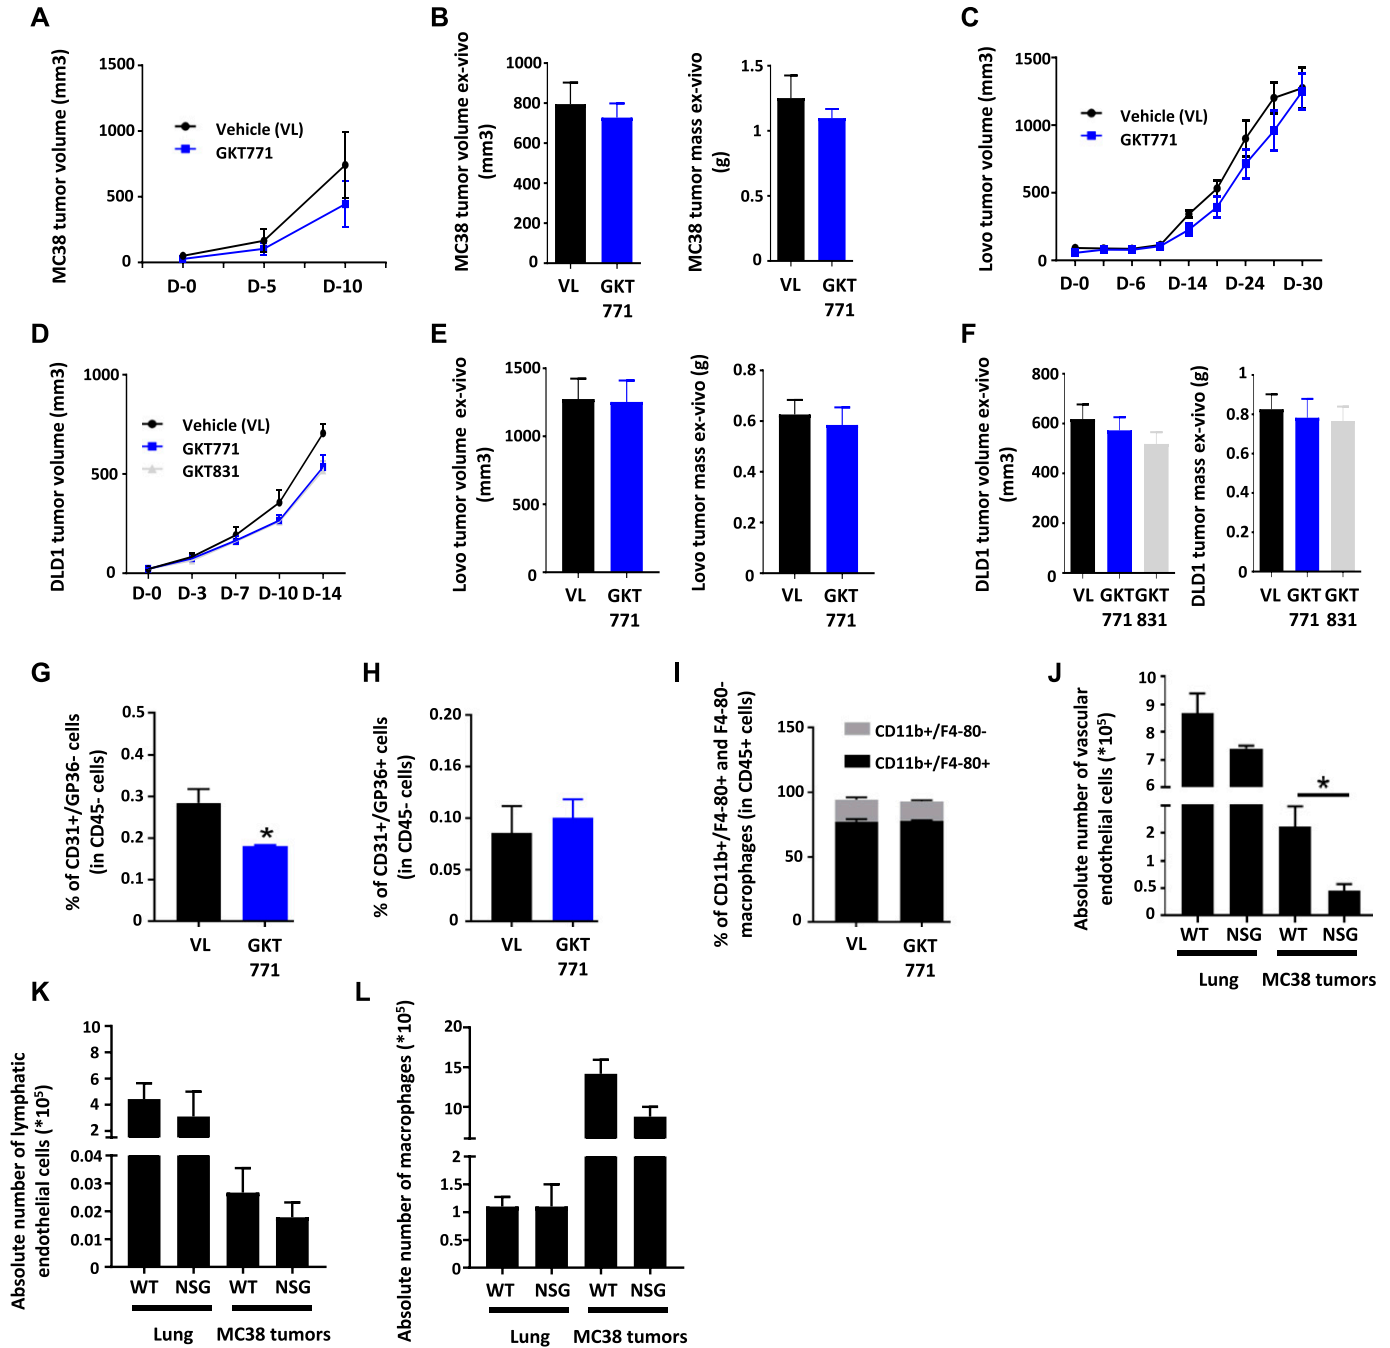 A
MC38 tumor volume (mm3)
1500
1000
500
0
D-0 D-5 D-10
Vehicle (VL)
GKT771
B
MC38 tumor volume ex-vivo
(mm3)
1000
800
600
400
200
0
VL GKT
771
MC38 tumor mass ex-vivo
(g)
1.5
1
0.5
0
VL GKT
771
C
Lovo tumor volume (mm3)
1500
1000
500
0
D-0 D-6 D-14 D-24 D-30
Vehicle (VL)
GKT771
D
DLD1 tumor volume (mm3)
1000
500
0
D-0 D-3 D-7 D-10 D-14
Vehicle (VL)
GKT771
GKT831
E
Lovo tumor volume ex-vivo
(mm3)
1500
1000
500
0
VL GKT
771
Lovo tumor mass ex-vivo (g)
0.8
0.6
0.4
0.2
0
VL GKT
771
F
DLD1 tumor volume ex-vivo
(mm3)
800
600
400
200
0
VL GKT GKT
771 831
DLD1 tumor mass ex-vivo (g)
1
0.8
0.6
0.4
0.2
0
VL GKT GKT
771 831
G
% of CD31+/GP36- cells
(in CD45- cells)
0.5
0.4
0.3
0.2
0.1
0
*
VL GKT
771
H
% of CD31+/GP36+ cells
(in CD45- cells)
0.20
0.16
0.10
0.05
0
VL GKT
771
I
% of CD11b+/F4-80+ and F4-80-
macrophages (in CD45+ cells)
150
100
50
0
CD11b+/F4-80-
CD11b+/F4-80+
VL GKT
771
J
Absolute number of vascular
endothelial cells (*10⁵)
10
9
8
7
6
2
1
0.5
0
*
WT NSG WT NSG
Lung MC38 tumors
K
Absolute number of lymphatic
endothelial cells (*10⁵)
10
8
6
4
2
0.04
0.03
0.02
0.01
0
WT NSG WT NSG
Lung MC38 tumors
L
Absolute number of macrophages (*10⁵)
20
15
10
2
1.5
1
0.5
0
WT NSG WT NSG
Lung MC38 tumors